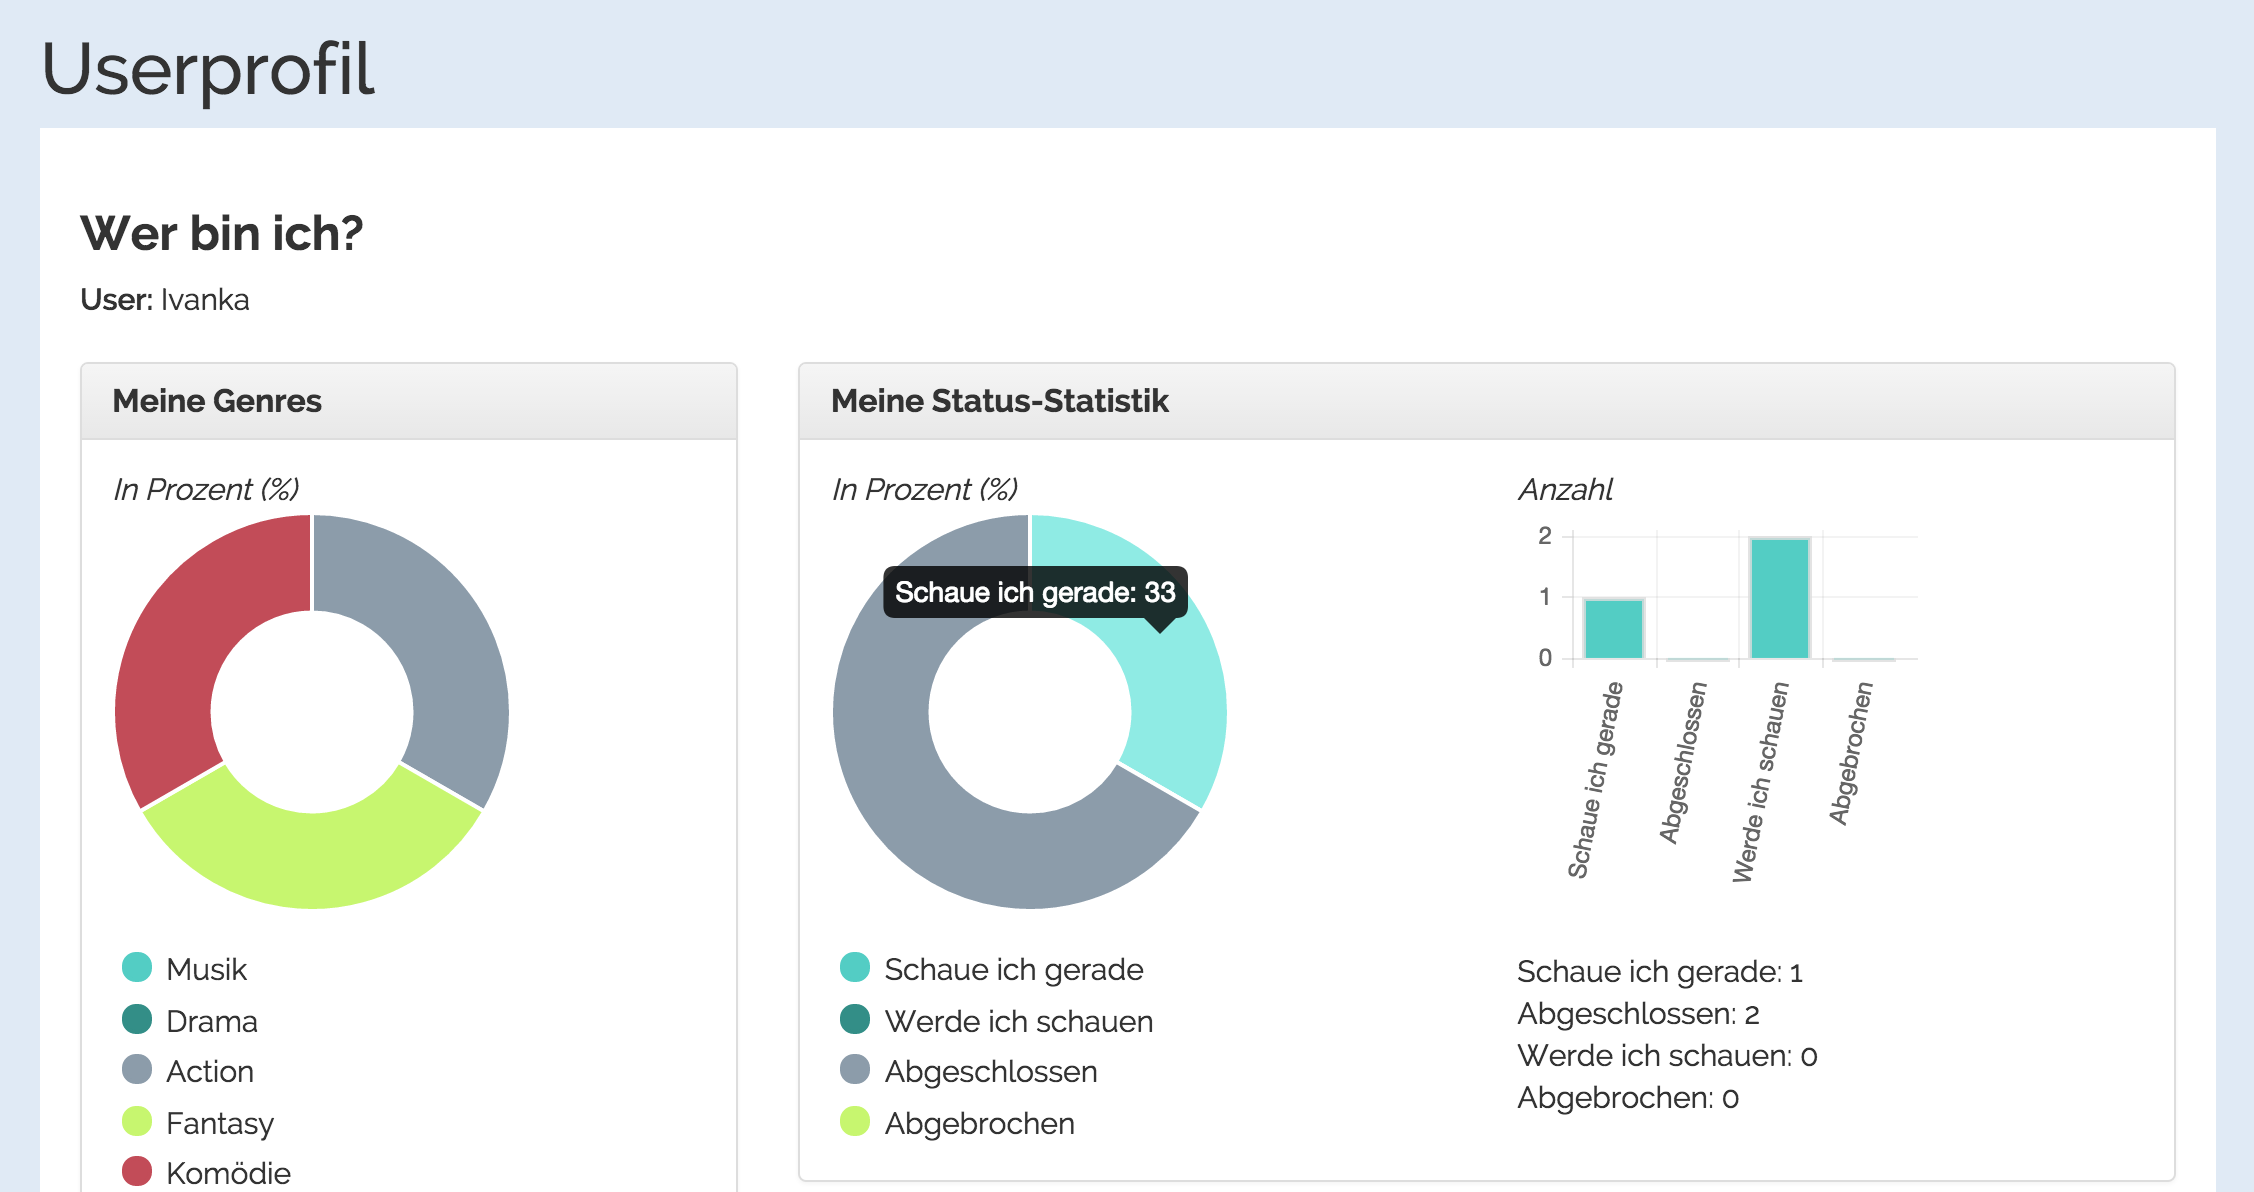 Userprofil
Wer bin ich?
User: Ivanka
Meine Genres
In Prozent (%)
Musik
Drama
Action
Fantasy
Komödie
Meine Status-Statistik
In Prozent (%)
Schaue ich gerade: 33
Schaue ich gerade
Werde ich schauen
Abgeschlossen
Abgebrochen
Anzahl
2
1
0
Schaue ich gerade
Abgeschlossen
Werde ich schauen
Abgebrochen
Schaue ich gerade: 1
Abgeschlossen: 2
Werde ich schauen: 0
Abgebrochen: 0